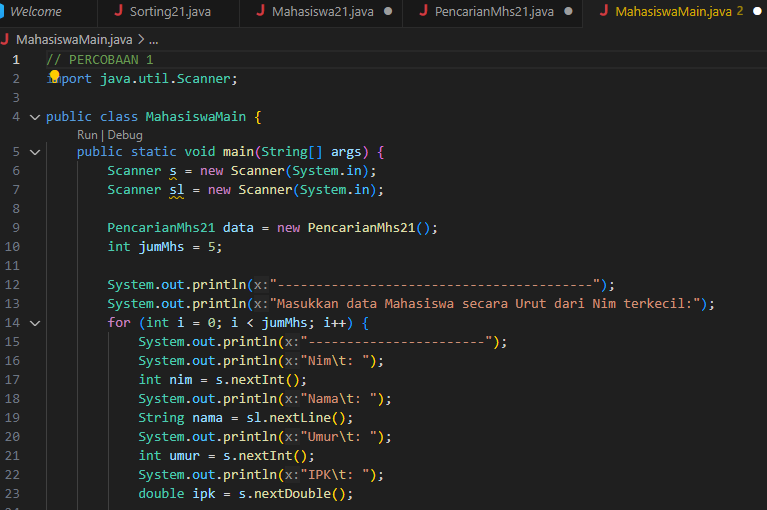 Welcome J Sorting21.java J Mahasiswa21.java ● J PencarianMhs21.java ● J MahasiswaMain.java 2 ●
J MahasiswaMain.java > ...
1 // PERCOBAAN 1
2 import java.util.Scanner;
3
4 public class MahasiswaMain {
Run | Debug
5 public static void main(String[] args) {
6 Scanner s = new Scanner(System.in);
7 Scanner sl = new Scanner(System.in);
8
9 PencarianMhs21 data = new PencarianMhs21();
10 int jumMhs = 5;
11
12 System.out.println(x:"-----------------------------------------");
13 System.out.println(x:"Masukkan data Mahasiswa secara Urut dari Nim terkecil:");
14 for (int i = 0; i < jumMhs; i++) {
15 System.out.println(x:"-----------------------");
16 System.out.println(x:"Nim\t: ");
17 int nim = s.nextInt();
18 System.out.println(x:"Nama\t: ");
19 String nama = sl.nextLine();
20 System.out.println(x:"Umur\t: ");
21 int umur = s.nextInt();
22 System.out.println(x:"IPK\t: ");
23 double ipk = s.nextDouble();